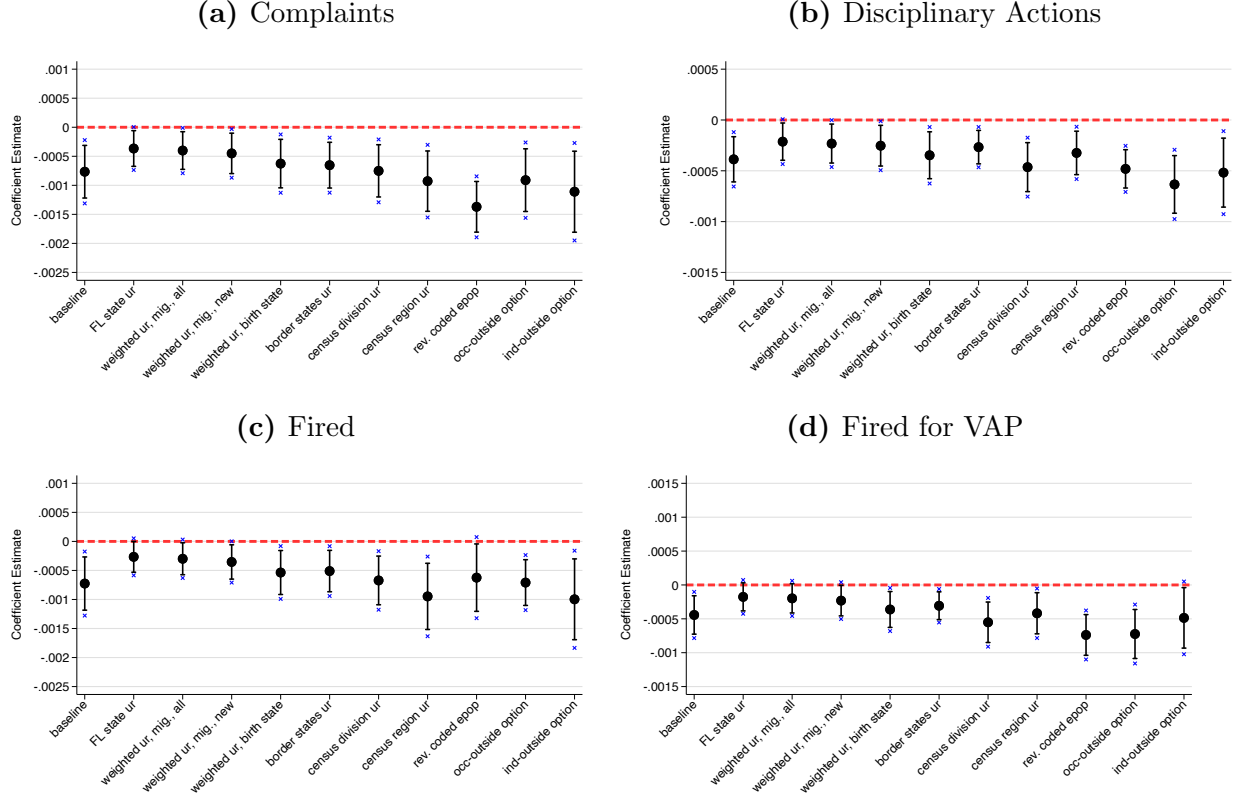 (a) Complaints
Coefficient Estimate
.001
.0005
0
-.0005
-.001
-.0015
-.002
-.0025
baseline
FL state ur
weighted ur, mig., all
weighted ur, mig., new
weighted ur, birth state
border states ur
census division ur
census region ur
rev. coded epop
occ-outside option
ind-outside option
(b) Disciplinary Actions
Coefficient Estimate
.0005
0
-.0005
-.001
-.0015
baseline
FL state ur
weighted ur, mig., all
weighted ur, mig., new
weighted ur, birth state
border states ur
census division ur
census region ur
rev. coded epop
occ-outside option
ind-outside option
(c) Fired
Coefficient Estimate
.001
.0005
0
-.0005
-.001
-.0015
-.002
-.0025
baseline
FL state ur
weighted ur, mig., all
weighted ur, mig., new
weighted ur, birth state
border states ur
census division ur
census region ur
rev. coded epop
occ-outside option
ind-outside option
(d) Fired for VAP
Coefficient Estimate
.0015
.001
.0005
0
-.0005
-.001
-.0015
baseline
FL state ur
weighted ur, mig., all
weighted ur, mig., new
weighted ur, birth state
border states ur
census division ur
census region ur
rev. coded epop
occ-outside option
ind-outside option